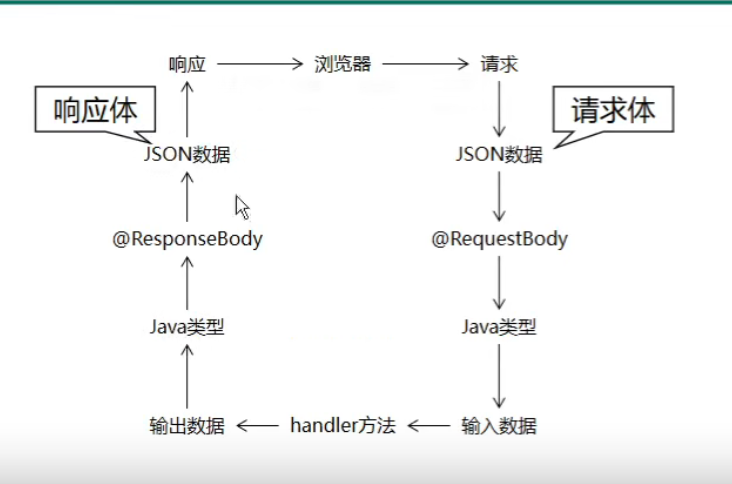 响应
浏览器
请求
响应体
请求体
JSON数据
JSON数据
@ResponseBody
@RequestBody
Java类型
Java类型
输出数据
handler方法
输入数据